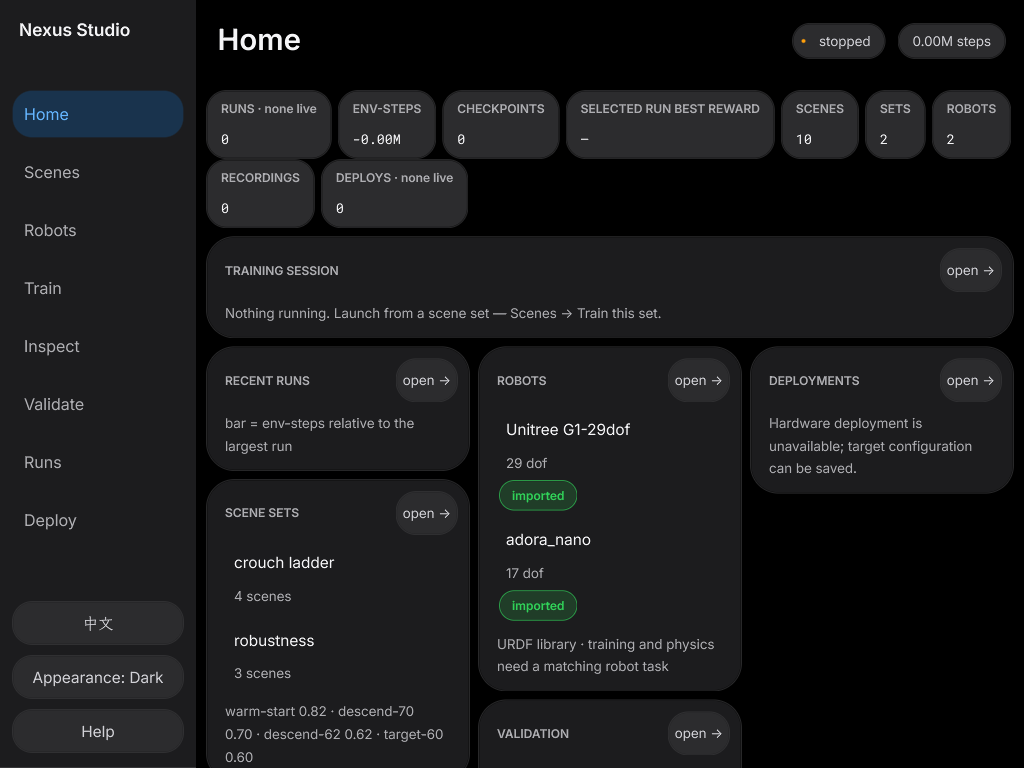 Nexus Studio
Home
Scenes
Robots
Train
Inspect
Validate
Runs
Deploy
中文
Appearance: Dark
Help
Home
stopped
0.00M steps
RUNS · none live
0
ENV-STEPS
-0.00M
CHECKPOINTS
0
SELECTED RUN BEST REWARD
—
SCENES
10
SETS
2
ROBOTS
2
RECORDINGS
0
DEPLOYS · none live
0
TRAINING SESSION
open →
Nothing running. Launch from a scene set — Scenes → Train this set.
RECENT RUNS
open →
bar = env-steps relative to the
largest run
SCENE SETS
open →
crouch ladder
4 scenes
robustness
3 scenes
warm-start 0.82 · descend-70
0.70 · descend-62 0.62 · target-60
0.60
ROBOTS
open →
Unitree G1-29dof
29 dof
imported
adora_nano
17 dof
imported
URDF library · training and physics
need a matching robot task
VALIDATION
open →
DEPLOYMENTS
open →
Hardware deployment is
unavailable; target configuration
can be saved.